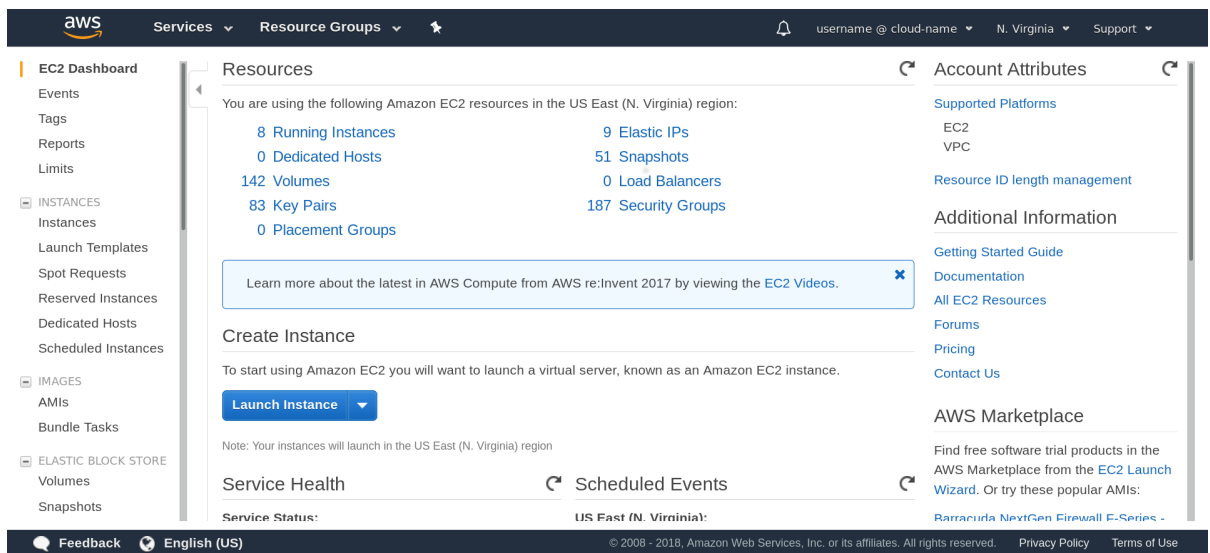 aws
Services
Resource Groups
username @ cloud-name
N. Virginia
Support
EC2 Dashboard
Events
Tags
Reports
Limits
INSTANCES
Instances
Launch Templates
Spot Requests
Reserved Instances
Dedicated Hosts
Scheduled Instances
IMAGES
AMIs
Bundle Tasks
ELASTIC BLOCK STORE
Volumes
Snapshots
Resources
You are using the following Amazon EC2 resources in the US East (N. Virginia) region:
8 Running Instances
0 Dedicated Hosts
142 Volumes
83 Key Pairs
0 Placement Groups
9 Elastic IPs
51 Snapshots
0 Load Balancers
187 Security Groups
Learn more about the latest in AWS Compute from AWS re:Invent 2017 by viewing the EC2 Videos.
Create Instance
To start using Amazon EC2 you will want to launch a virtual server, known as an Amazon EC2 instance.
Launch Instance
Note: Your instances will launch in the US East (N. Virginia) region
Service Health
Service Status:
Scheduled Events
US East (N. Virginia):
Account Attributes
Supported Platforms
EC2
VPC
Resource ID length management
Additional Information
Getting Started Guide
Documentation
All EC2 Resources
Forums
Pricing
Contact Us
AWS Marketplace
Find free software trial products in the
AWS Marketplace from the EC2 Launch
Wizard. Or try these popular AMIs:
Barracuda NextGen Firewall F-Series -
Feedback
English (US)
© 2008 - 2018, Amazon Web Services, Inc. or its affiliates. All rights reserved.
Privacy Policy
Terms of Use